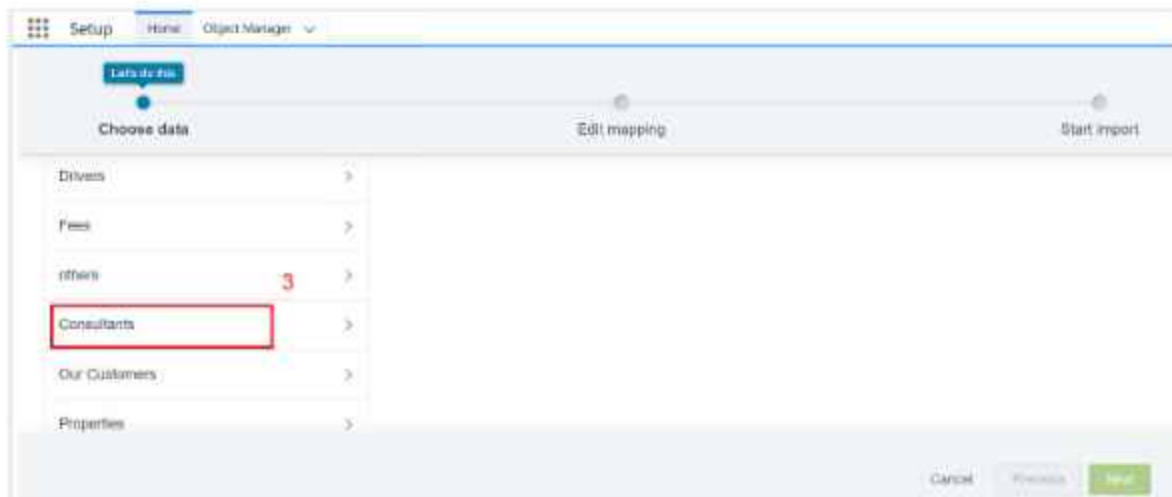 Setup Home Object Manager
Let's do this
Choose data Edit mapping Start import
Drivers
Fees
others
3
Consultants
Our Customers
Properties
Cancel Previous Next